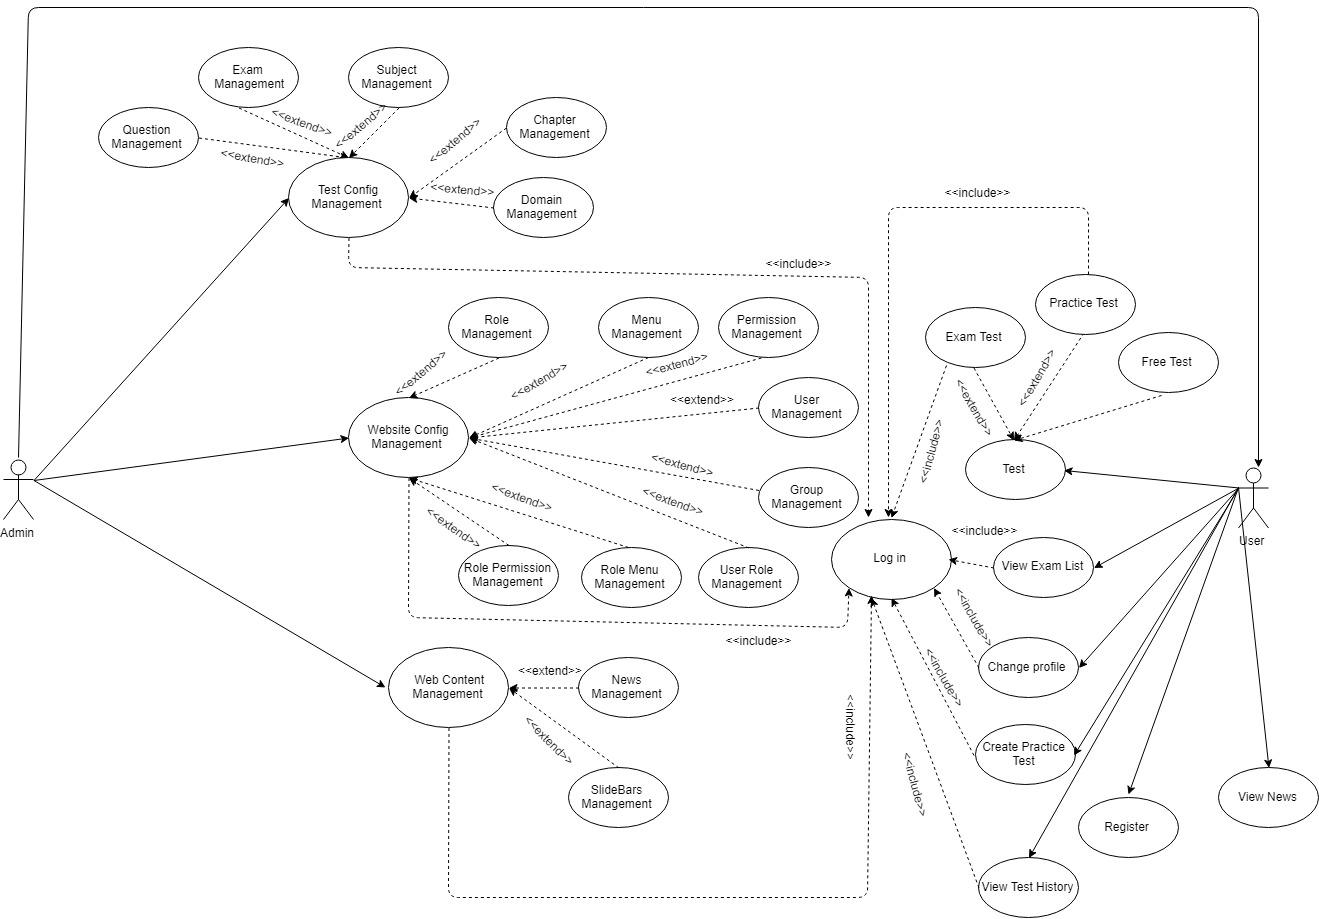 Exam
Management
Subject
Management
Question
Management
Chapter
Management
Domain
Management
Test Config
Management
<<extend>>
<<extend>>
<<extend>>
<<extend>>
<<extend>>
<<include>>
<<include>>
Practice Test
Exam Test
Free Test
<<extend>>
<<extend>>
<<include>>
Test
Role
Management
Menu
Management
Permission
Management
User
Management
Group
Management
Website Config
Management
<<extend>>
<<extend>>
<<extend>>
<<extend>>
<<extend>>
<<extend>>
<<extend>>
<<extend>>
Role Permission
Management
Role Menu
Management
User Role
Management
<<include>>
Admin
User
Log in
<<include>>
View Exam List
<<include>>
Change profile
<<include>>
Create Practice
Test
<<include>>
<<include>>
Web Content
Management
<<extend>>
News
Management
<<extend>>
SlideBars
Management
Register
View News
View Test History